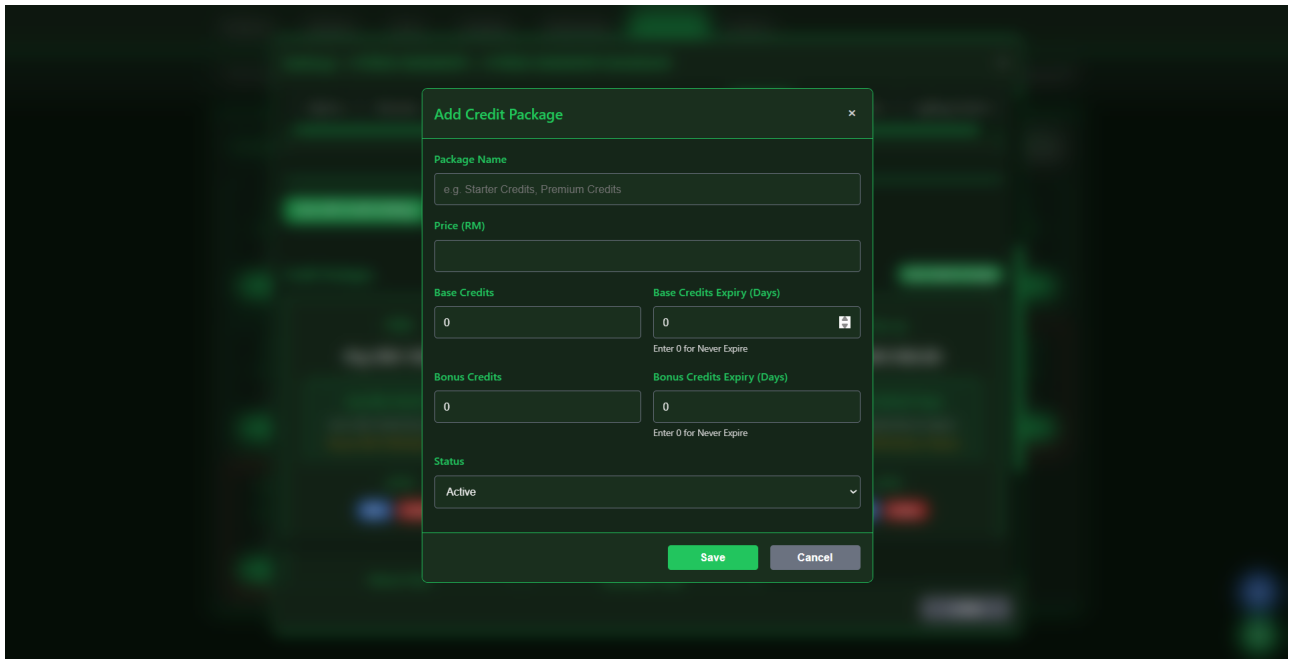 Add Credit Package ×
Package Name
e.g. Starter Credits, Premium Credits
Price (RM)
Base Credits Base Credits Expiry (Days)
0 0
Enter 0 for Never Expire
Bonus Credits Bonus Credits Expiry (Days)
0 0
Enter 0 for Never Expire
Status
Active
Save Cancel